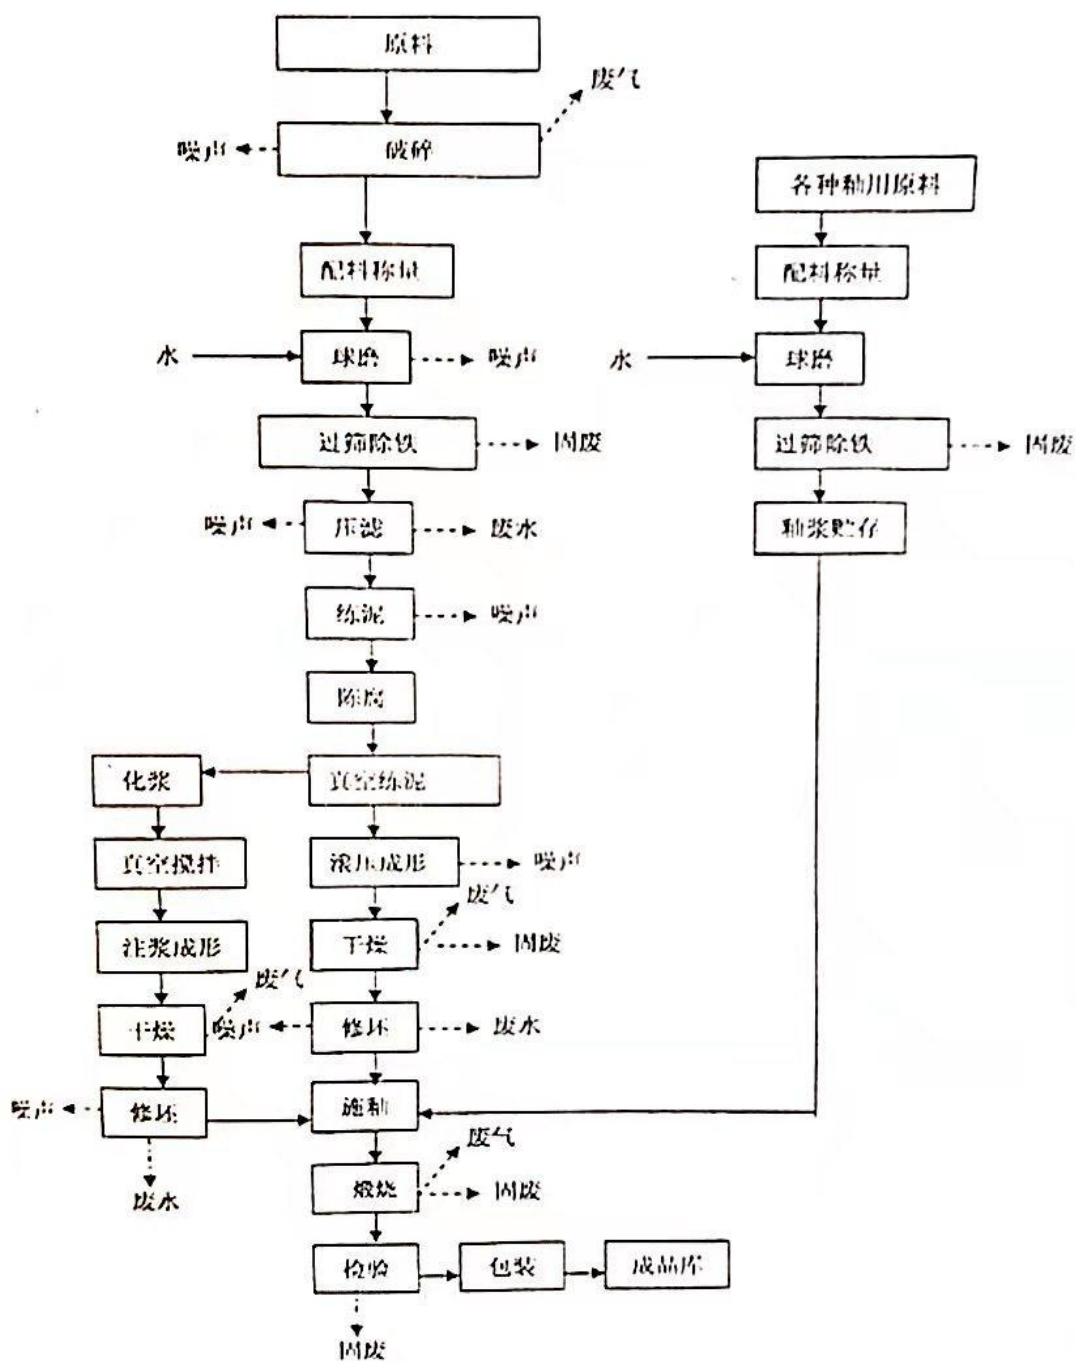 原料
废气
噪声
破碎
各种釉用原料
配料称量
配料称量
水
球磨
噪声
水
球磨
过筛除铁
固废
过筛除铁
固废
噪声
压滤
废水
釉浆贮存
练泥
噪声
陈腐
化浆
真空练泥
真空搅拌
滚压成形
噪声
废气
注浆成形
干燥
固废
废气
干燥
噪声
修坯
废水
噪声
修坯
施釉
废气
废水
煅烧
固废
检验
包装
成品库
固废